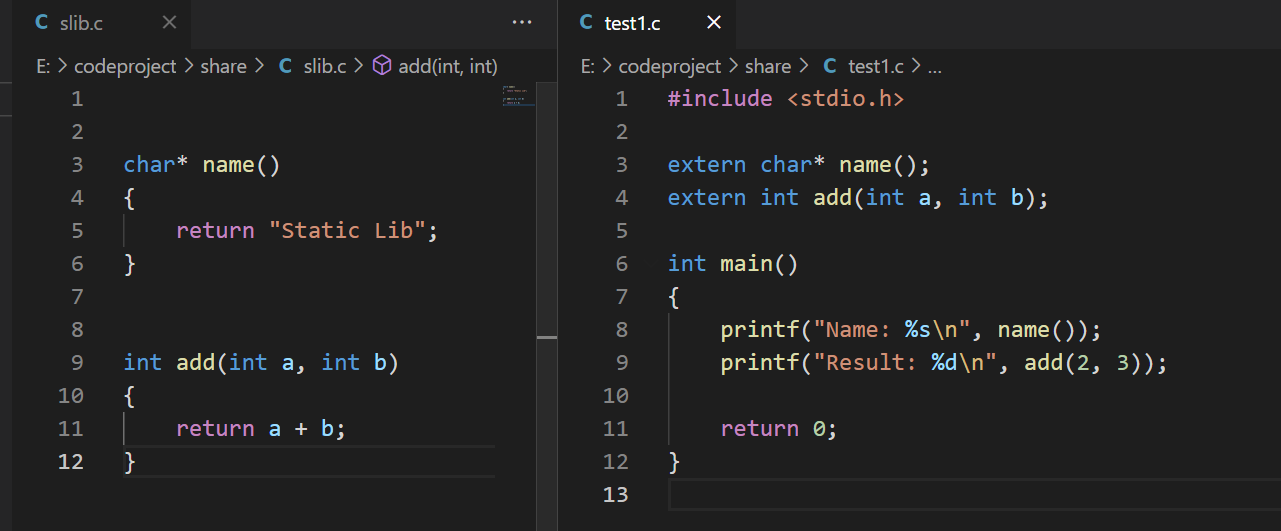 C slib.c × ...
E: > codeproject > share > C slib.c > add(int, int)
1
2
3 char* name()
4 {
5     return "Static Lib";
6 }
7
8
9 int add(int a, int b)
10 {
11     return a + b;
12 }
C test1.c ×
E: > codeproject > share > C test1.c > ...
1 #include <stdio.h>
2
3 extern char* name();
4 extern int add(int a, int b);
5
6 int main()
7 {
8     printf("Name: %s\n", name());
9     printf("Result: %d\n", add(2, 3));
10
11     return 0;
12 }
13